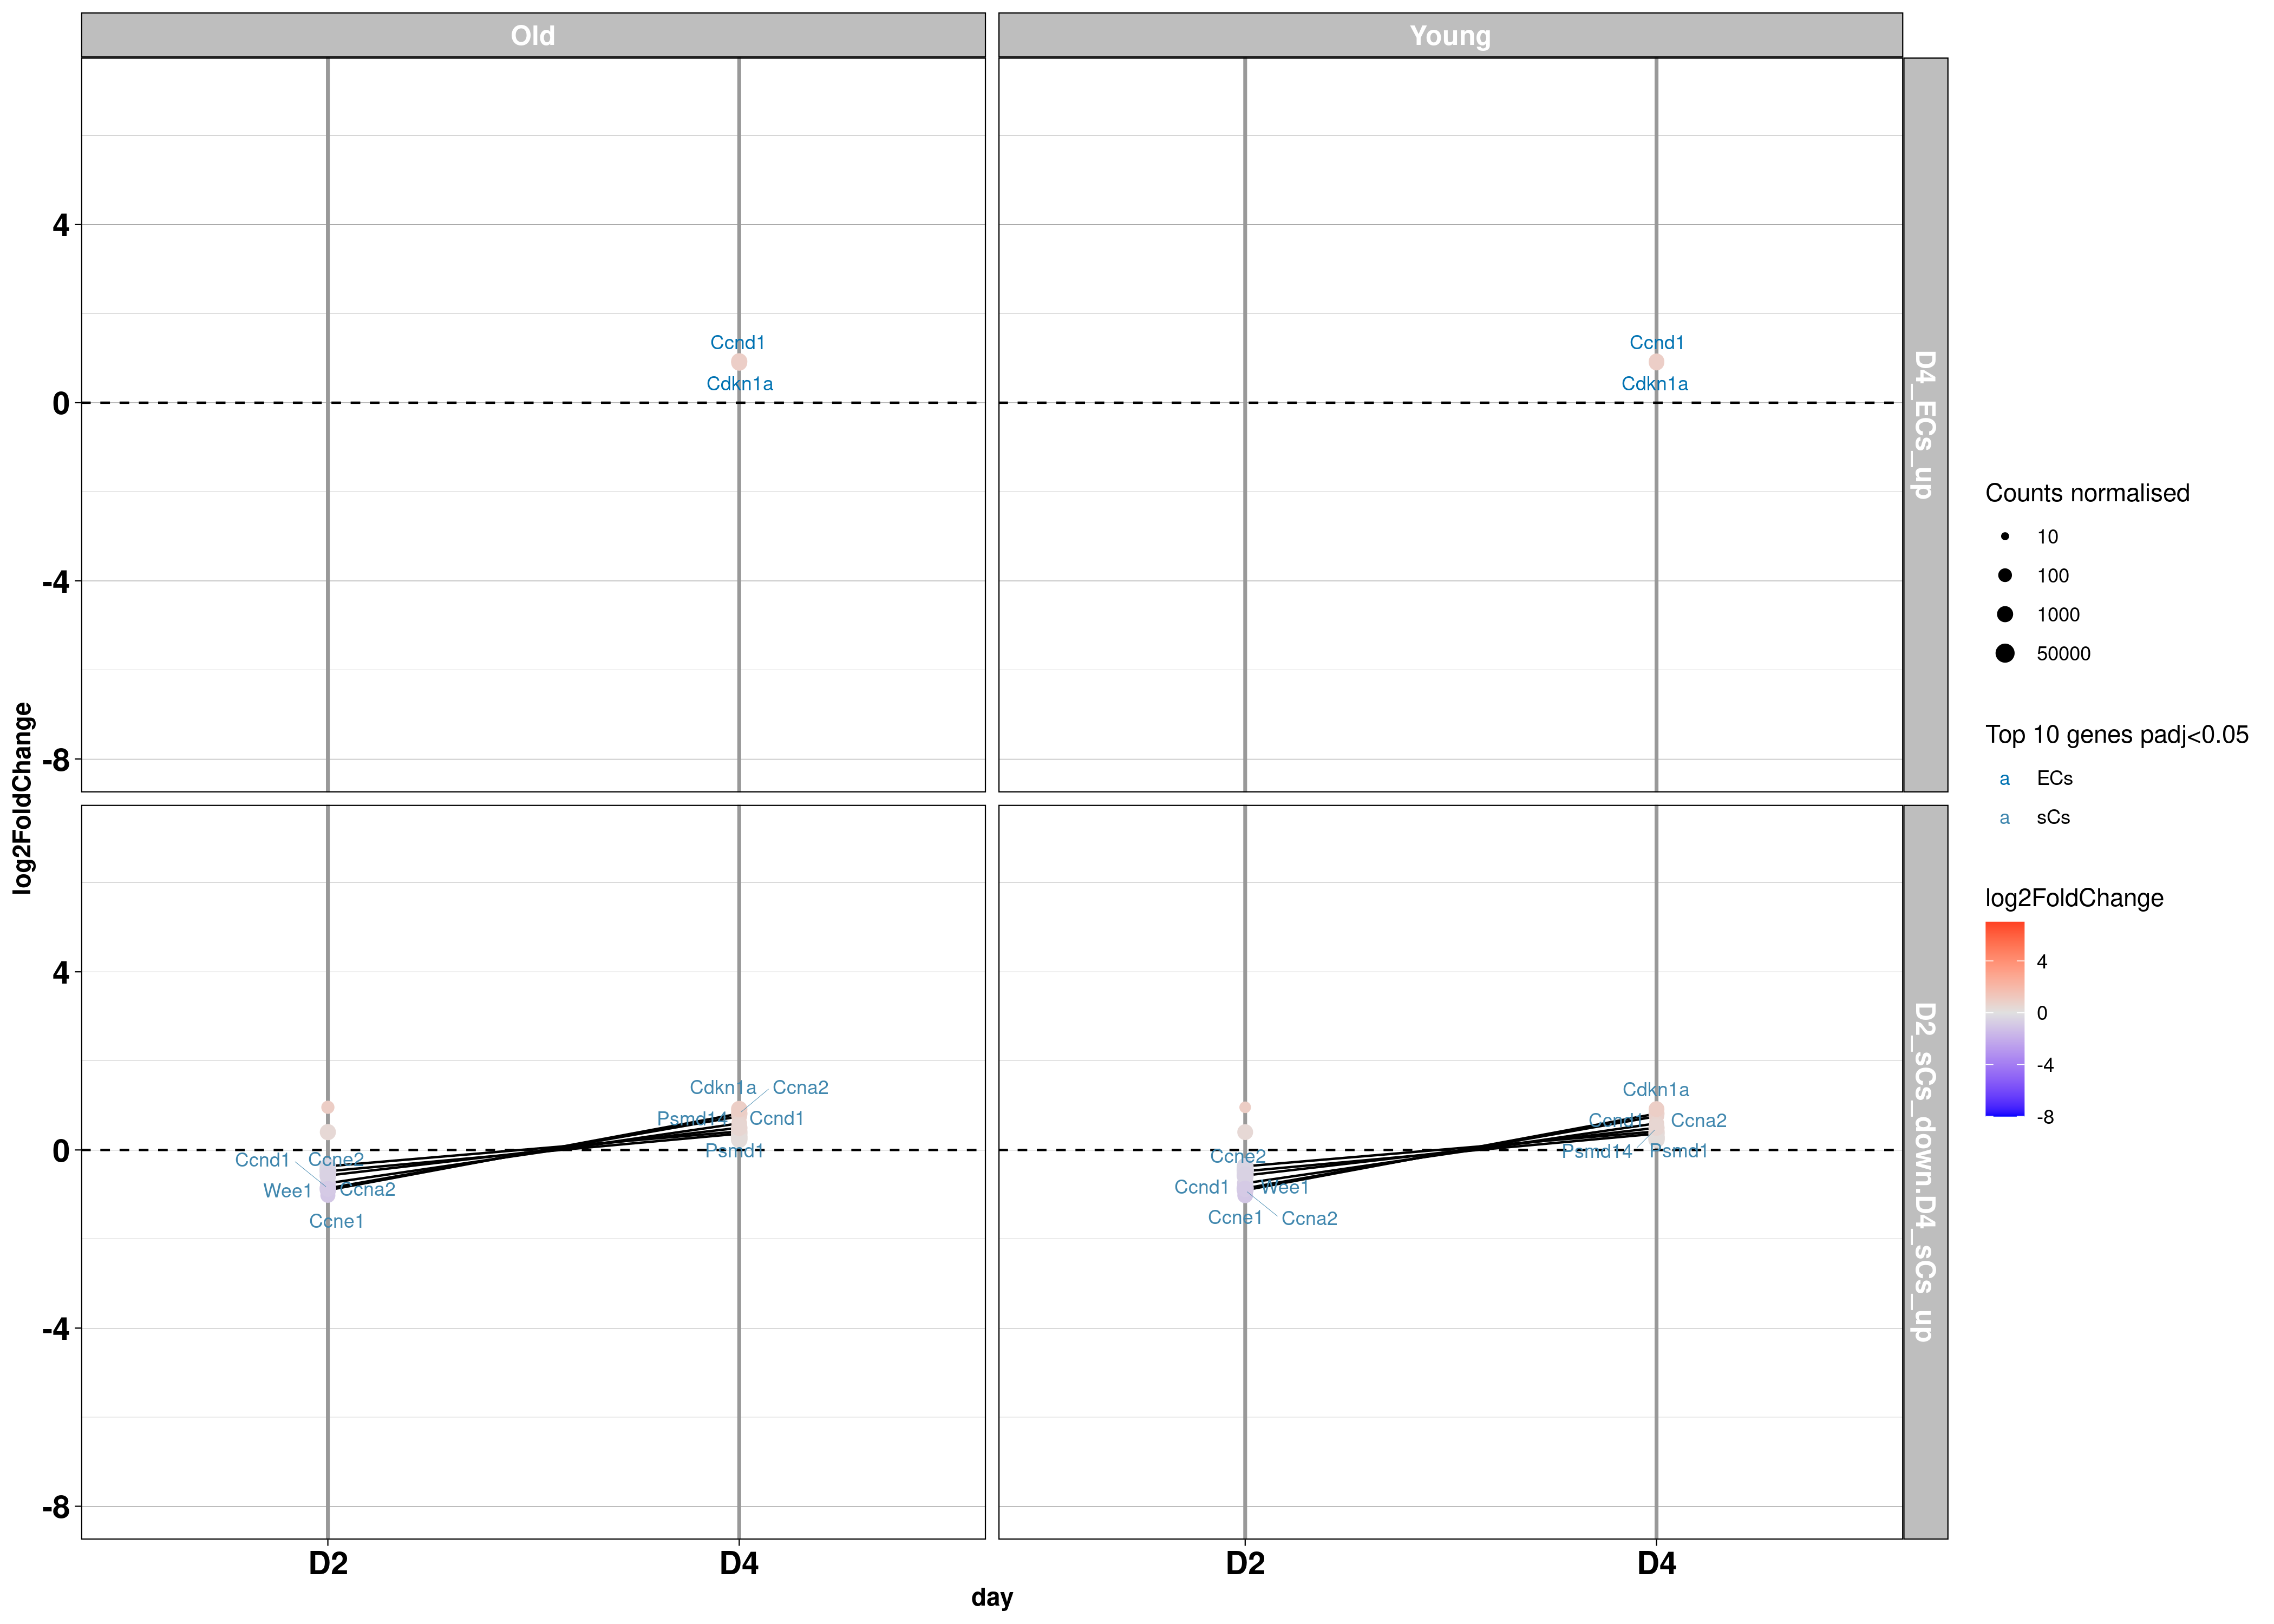 Old
Young
4
0
-4
-8
Ccnd1
Cdkn1a
Ccnd1
Cdkn1a
D4_ECs_up
log2FoldChange
4
0
-4
-8
Cdkn1a
Ccna2
Psmd14
Ccnd1
Psmd1
Ccnd1
Ccne2
Wee1
Ccna2
Ccne1
Cdkn1a
Ccnd1
Ccna2
Psmd14
Psmd1
Ccne2
Ccnd1
Wee1
Ccne1
Ccna2
D2_sCs_down.D4_sCs_up
D2
D4
D2
D4
day
Counts normalised
10
100
1000
50000
Top 10 genes padj<0.05
a ECs
a sCs
log2FoldChange
4
0
-4
-8